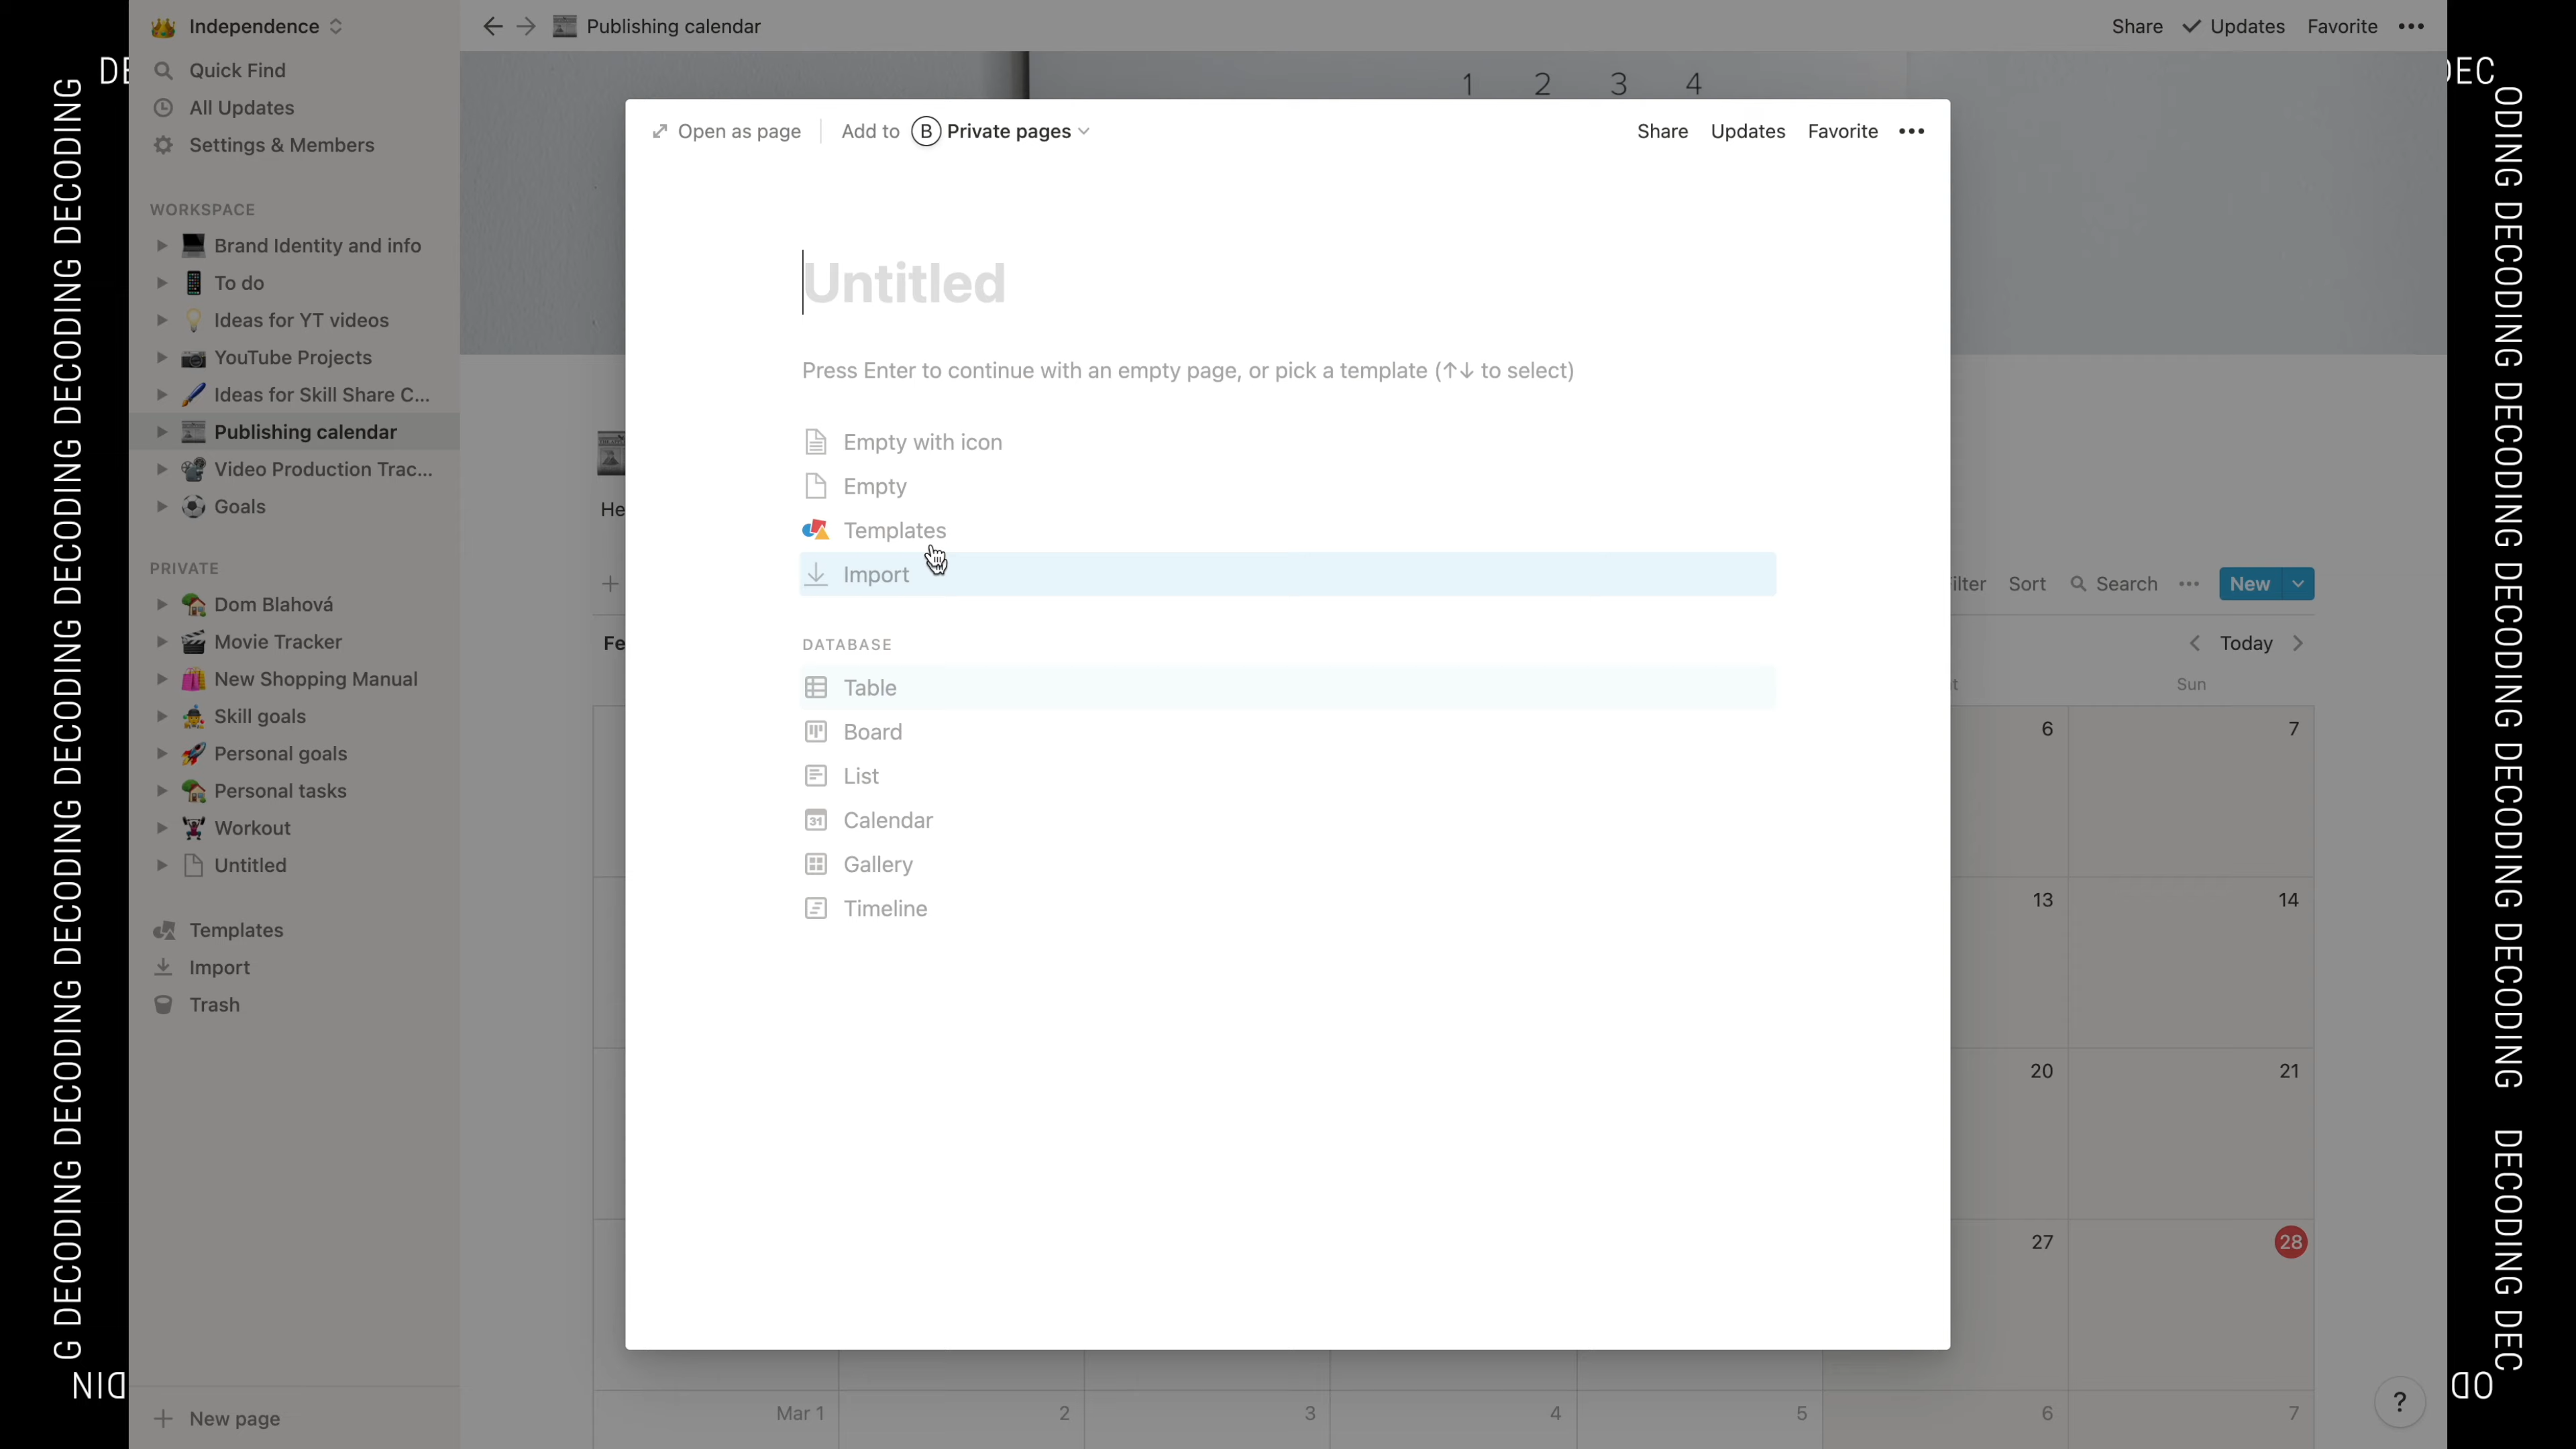 DE
DEC
G DECODING DECODING DECODING DECODING DECODING DECODING DECODING
ODING DECODING DECODING DECODING DECODING DECODING DECODING DEC
DIN
OD
Independence
Quick Find
All Updates
Settings & Members
WORKSPACE
Brand Identity and info
To do
Ideas for YT videos
YouTube Projects
Ideas for Skill Share C...
Publishing calendar
Video Production Trac...
Goals
PRIVATE
Dom Blahová
Movie Tracker
New Shopping Manual
Skill goals
Personal goals
Personal tasks
Workout
Untitled
Templates
Import
Trash
New page
Publishing calendar
Share Updates Favorite
1 2 3 4
Open as page Add to B Private pages
Share Updates Favorite
Untitled
Press Enter to continue with an empty page, or pick a template (↑↓ to select)
Empty with icon
Empty
Templates
Import
DATABASE
Table
Board
List
31 Calendar
Gallery
Timeline
He
ilter Sort Search New
Fe
Today
t Sun
6 7
13 14
20 21
27 28
Mar 1 2 3 4 5 6 7
?